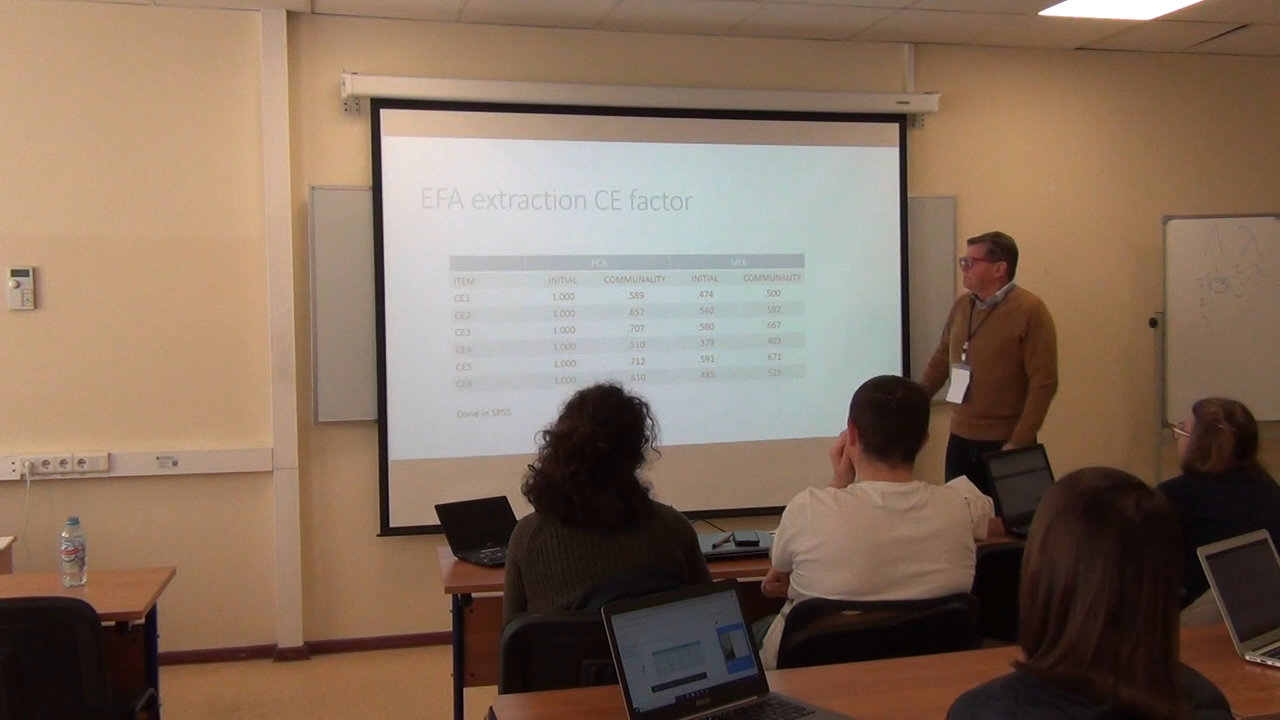 EFA extraction CE factor
PCA MLE
ITEM INITIAL COMMUNALITY INITIAL COMMUNALITY
CE1 1.000 .589 .474 .500
CE2 1.000 .657 .540 .592
CE3 1.000 .707 .580 .667
CE4 1.000 .510 .379 .403
CE5 1.000 .712 .591 .671
CE6 1.000 .610 .485 .525
Done in SPSS